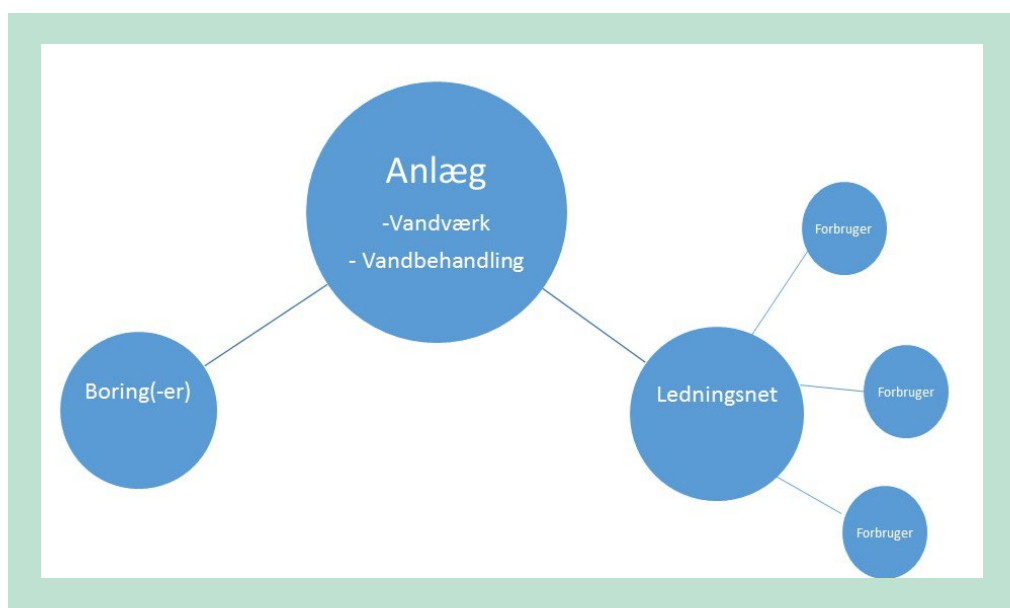 Anlæg
-Vandværk
- Vandbehandling
Boring(-er)
Ledningsnet
Forbruger
Forbruger
Forbruger